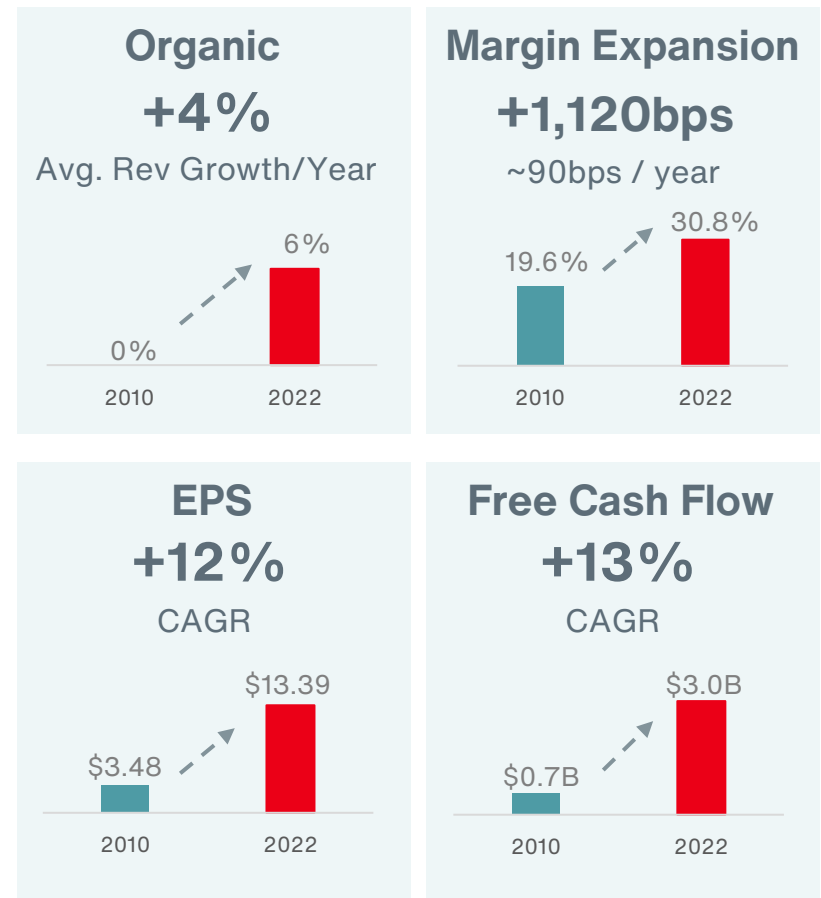 Organic
+4%
Avg. Rev Growth/Year
6%
0%
2010 2022
Margin Expansion
+1,120bps
~90bps / year
30.8%
19.6%
2010 2022
EPS
+12%
CAGR
$13.39
$3.48
2010 2022
Free Cash Flow
+13%
CAGR
$3.0B
$0.7B
2010 2022